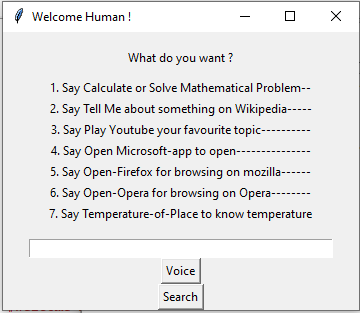 Welcome Human !
What do you want ?
1. Say Calculate or Solve Mathematical Problem--
2. Say Tell Me about something on Wikipedia-----
3. Say Play Youtube your favourite topic-----------
4. Say Open Microsoft-app to open---------------
5. Say Open-Firefox for browsing on mozilla------
6. Say Open-Opera for browsing on Opera--------
7. Say Temperature-of-Place to know temperature
Voice
Search